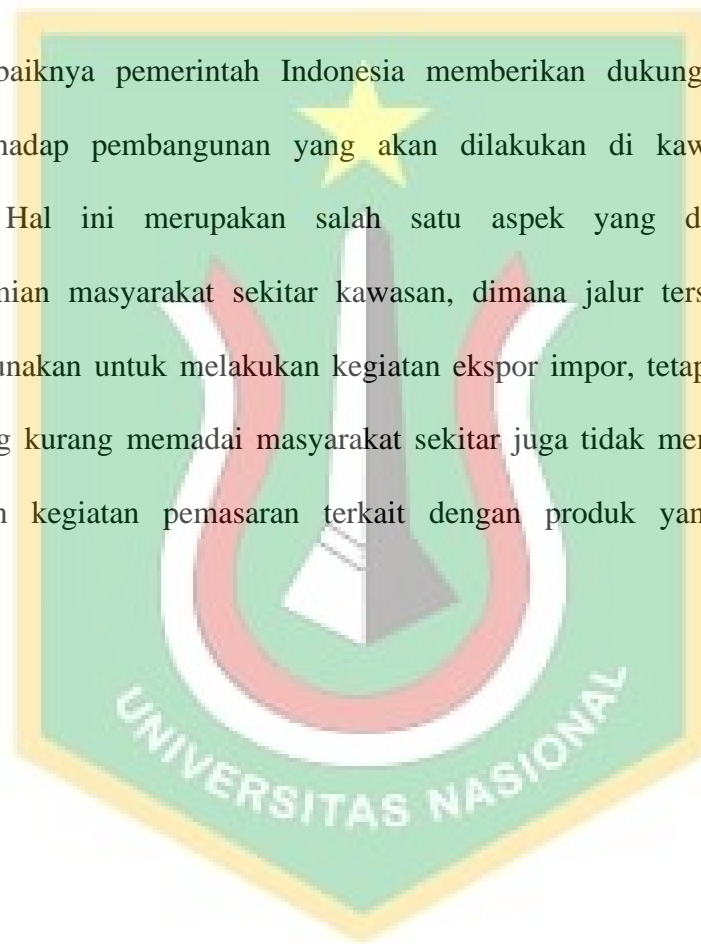 baiknya pemerintah Indonesia memberikan dukung
hadap pembangunan yang akan dilakukan di kaw
Hal ini merupakan salah satu aspek yang d
mian masyarakat sekitar kawasan, dimana jalur ters
unakan untuk melakukan kegiatan ekspor impor, tetap
g kurang memadai masyarakat sekitar juga tidak mer
n kegiatan pemasaran terkait dengan produk yan
UNIVERSITAS NASIONAL